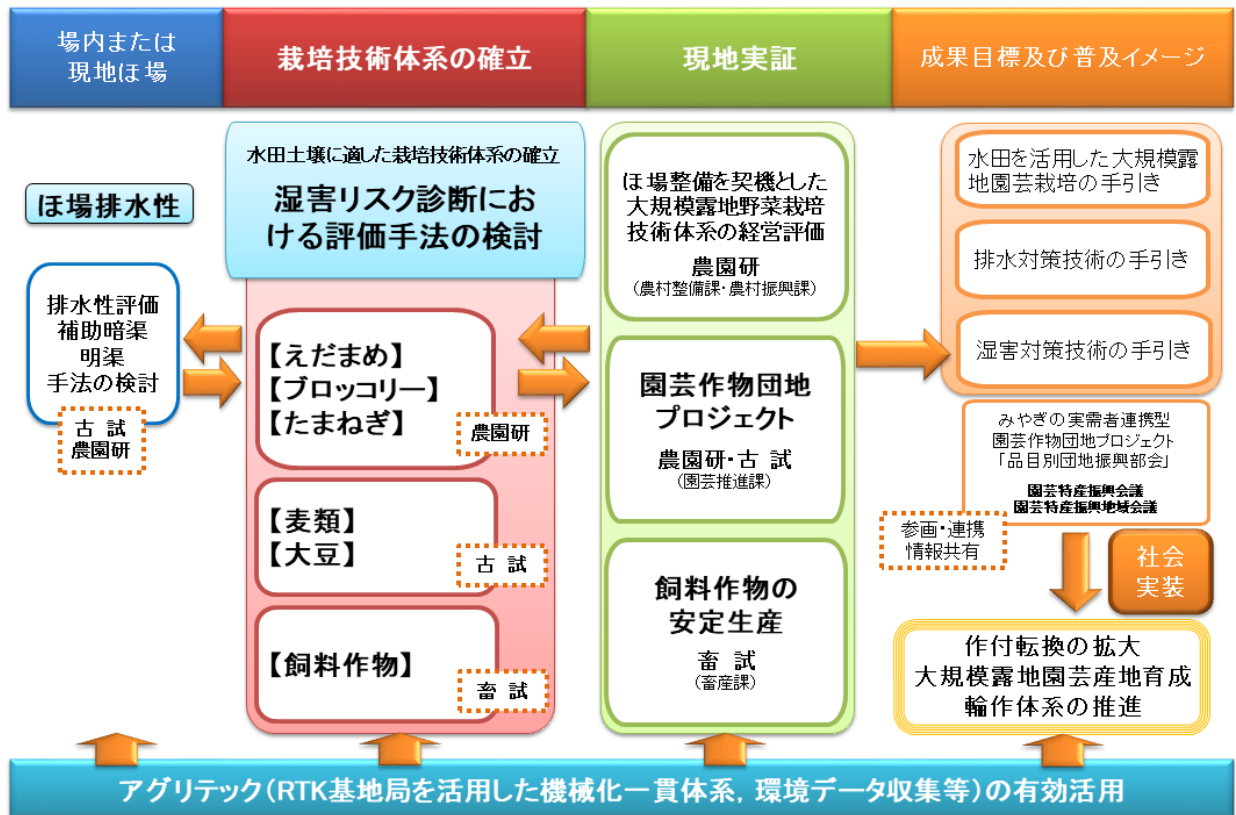 場内または
現地ほ場
栽培技術体系の確立
現地実証
成果目標及び普及イメージ
ほ場排水性
排水性評価
補助暗渠
明渠
手法の検討
古 試
農園研
水田土壌に適した栽培技術体系の確立
湿害リスク診断にお
ける評価手法の検討
【えだまめ】
【ブロッコリー】
【たまねぎ】
農園研
【麦類】
【大豆】
古 試
【飼料作物】
畜 試
ほ場整備を契機とした
大規模露地野菜栽培
技術体系の経営評価
農園研
（農村整備課・農村振興課）
園芸作物団地
プロジェクト
農園研・古 試
（園芸推進課）
飼料作物の
安定生産
畜 試
（畜産課）
水田を活用した大規模露
地園芸栽培の手引き
排水対策技術の手引き
湿害対策技術の手引き
みやぎの実需者連携型
園芸作物団地プロジェクト
「品目別団地振興部会」
園芸特産振興会議
園芸特産振興地域会議
参画・連携
情報共有
社会
実装
作付転換の拡大
大規模露地園芸産地育成
輪作体系の推進
アグリテック（RTK基地局を活用した機械化一貫体系，環境データ収集等）の有効活用